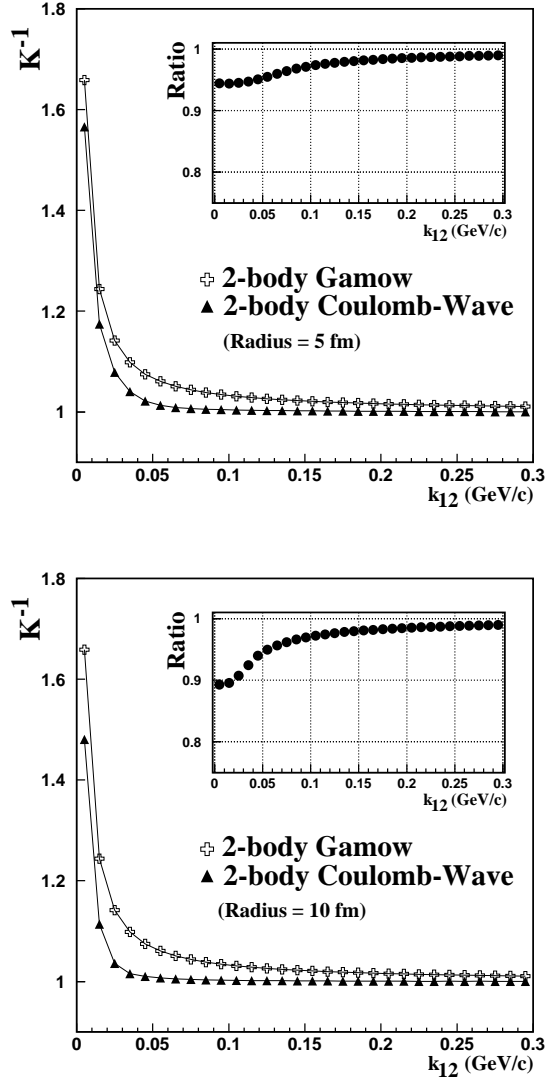 K-1
1.8
1.6
1.4
1.2
1
Ratio
1
0.9
0.8
0 0.05 0.1 0.15 0.2 0.25 0.3
k12 (GeV/c)
2-body Gamow
2-body Coulomb-Wave
(Radius = 5 fm)
0 0.05 0.1 0.15 0.2 0.25 0.3
k12 (GeV/c)
K-1
1.8
1.6
1.4
1.2
1
Ratio
1
0.9
0.8
0 0.05 0.1 0.15 0.2 0.25 0.3
k12 (GeV/c)
2-body Gamow
2-body Coulomb-Wave
(Radius = 10 fm)
0 0.05 0.1 0.15 0.2 0.25 0.3
k12 (GeV/c)